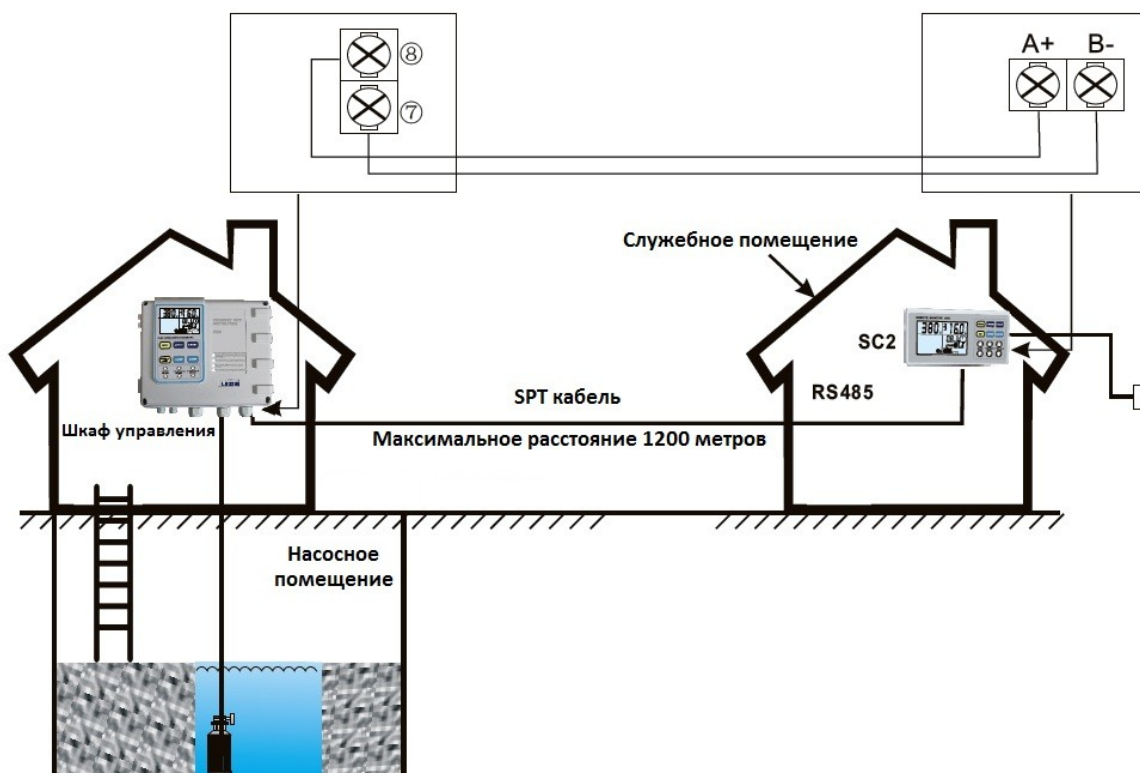 ⑧
⑦
A+ B-
Служебное помещение
SC2
RS485
Шкаф управления
SPT кабель
Максимальное расстояние 1200 метров
Насосное
помещение